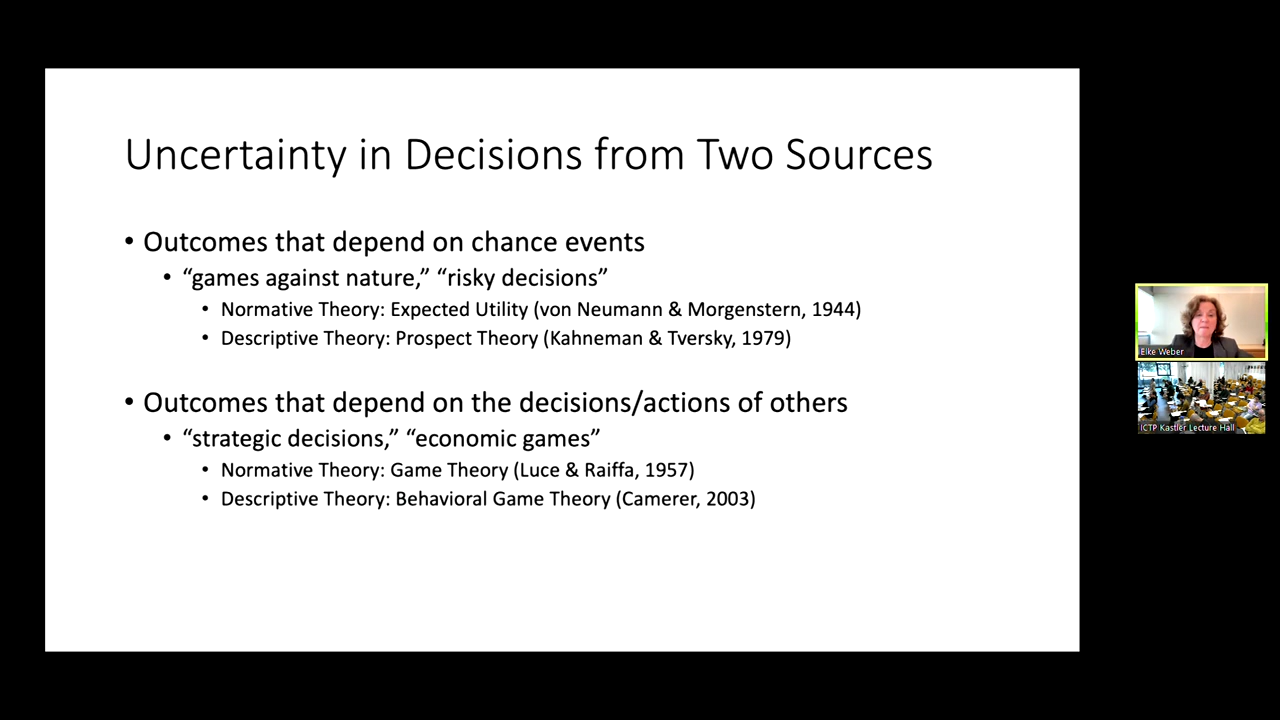 Uncertainty in Decisions from Two Sources
• Outcomes that depend on chance events
• “games against nature,” “risky decisions”
• Normative Theory: Expected Utility (von Neumann & Morgenstern, 1944)
• Descriptive Theory: Prospect Theory (Kahneman & Tversky, 1979)
• Outcomes that depend on the decisions/actions of others
• “strategic decisions,” “economic games”
• Normative Theory: Game Theory (Luce & Raiffa, 1957)
• Descriptive Theory: Behavioral Game Theory (Camerer, 2003)
Elke Weber
ICTP Kastler Lecture Hall